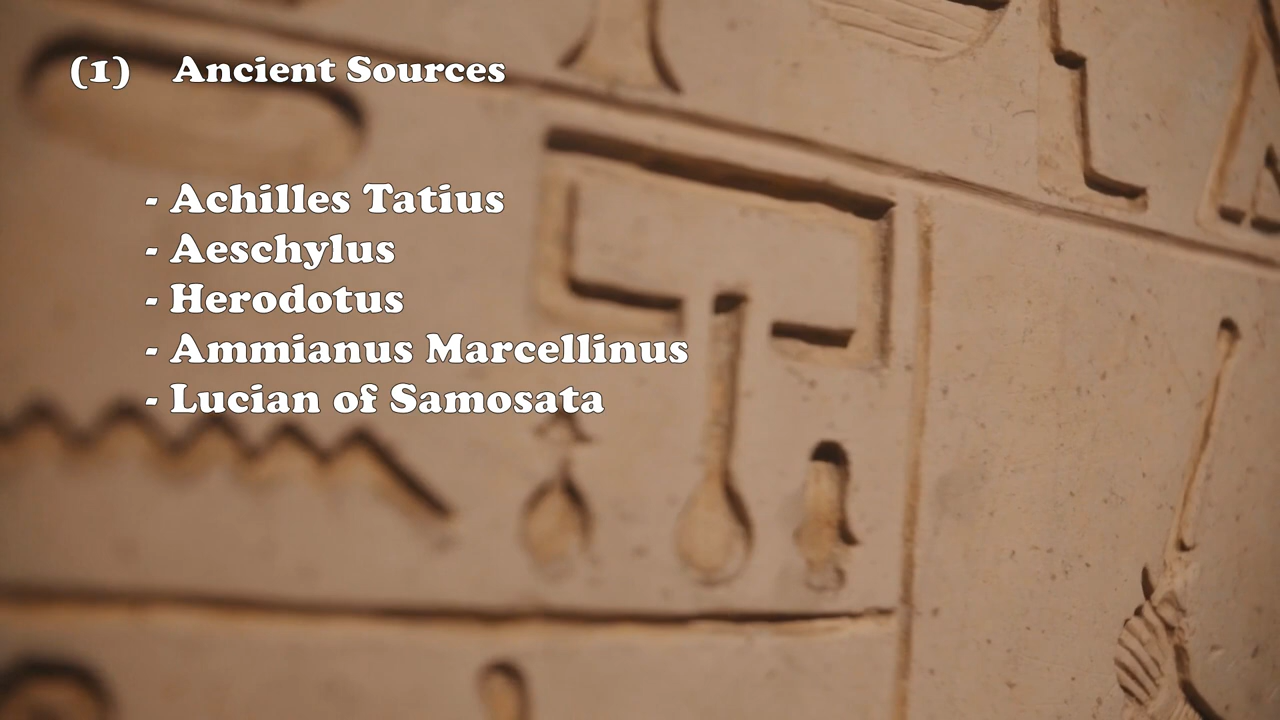 (1) Ancient Sources
- Achilles Tatius
- Aeschylus
- Herodotus
- Ammianus Marcellinus
- Lucian of Samosata